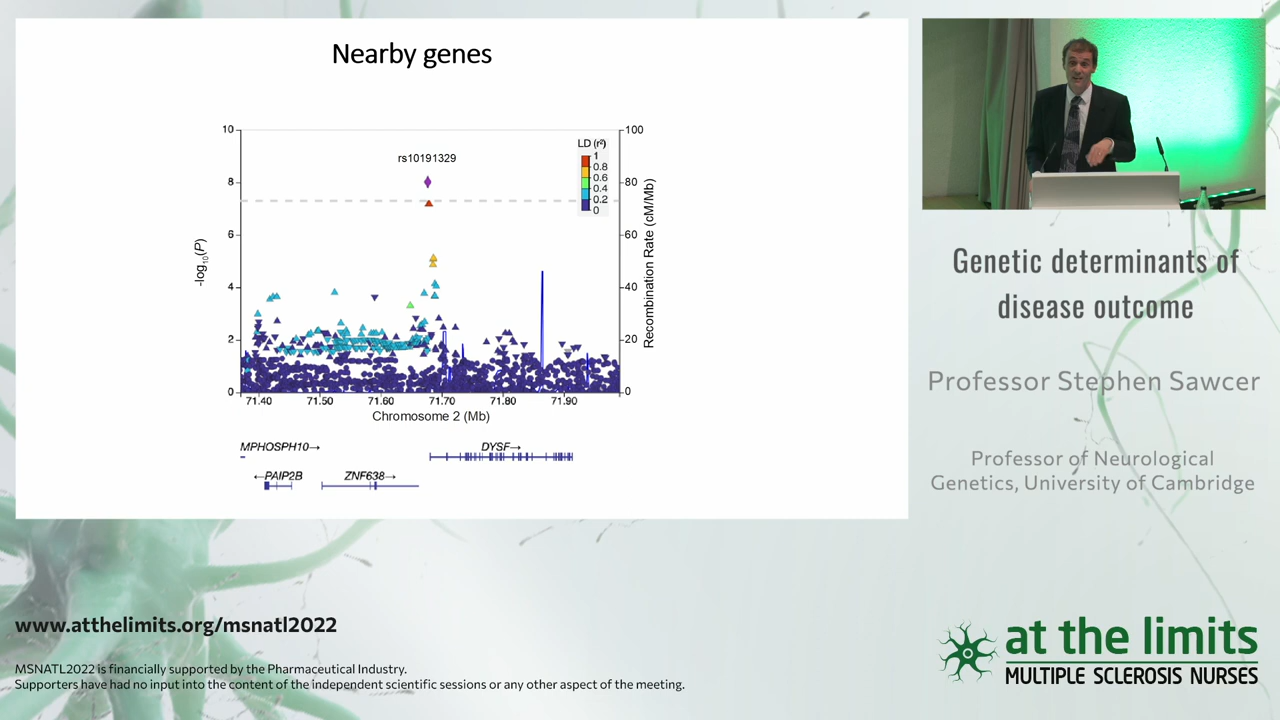 Nearby genes
10
8
6
4
2
0
-log10(P)
rs10191329
LD (r²)
1
0.8
0.6
0.4
0.2
0
100
80
60
40
20
0
Recombination Rate (cM/Mb)
71.40 71.50 71.60 71.70 71.80 71.90
Chromosome 2 (Mb)
MPHOSPH10→ DYSF→
←PAIP2B ZNF638→
Genetic determinants of
disease outcome
Professor Stephen Sawcer
Professor of Neurological
Genetics, University of Cambridge
www.atthelimits.org/msnatl2022
MSNATL2022 is financially supported by the Pharmaceutical Industry.
Supporters have had no input into the content of the independent scientific sessions or any other aspect of the meeting.
at the limits
MULTIPLE SCLEROSIS NURSES